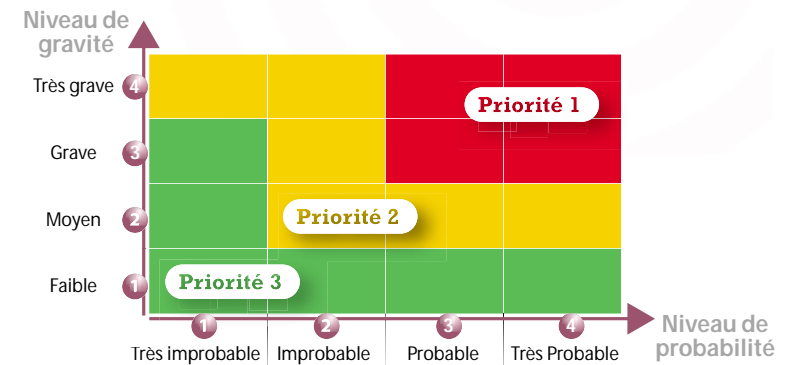 Niveau de
gravité
Très grave 4
Priorité 1
Grave 3
Moyen 2
Priorité 2
Faible 1
Priorité 3
1 2 3 4
Très improbable Improbable Probable Très Probable
Niveau de
probabilité